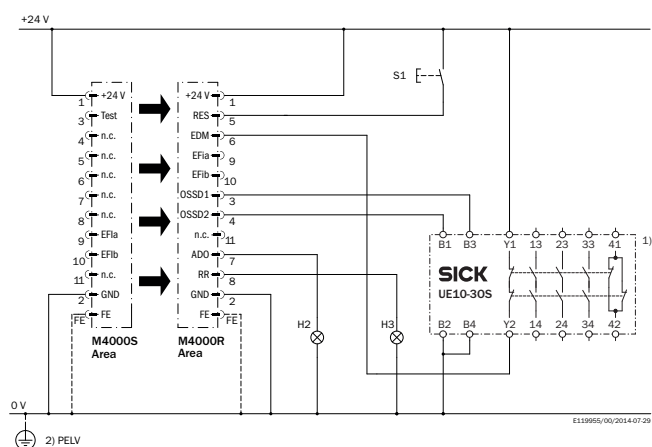 +24 V
S1
+24 V
+24 V
1
1
Test
RES
3
5
n.c.
EDM
4
6
n.c.
EFia
5
9
n.c.
EFib
6
10
n.c.
OSSD1
7
3
n.c.
OSSD2
8
4
EFIa
n.c.
9
11
EFIb
ADO
10
7
n.c.
RR
11
8
GND
GND
2
2
FE
FE
FE
FE
M4000S
Area
M4000R
Area
H2
H3
B1 B3 Y1 13 23 33 41
1)
SICK
UE10-30S
B2 B4 Y2 14 24 34 42
0 V
E119955/00/2014-07-29
2) PELV